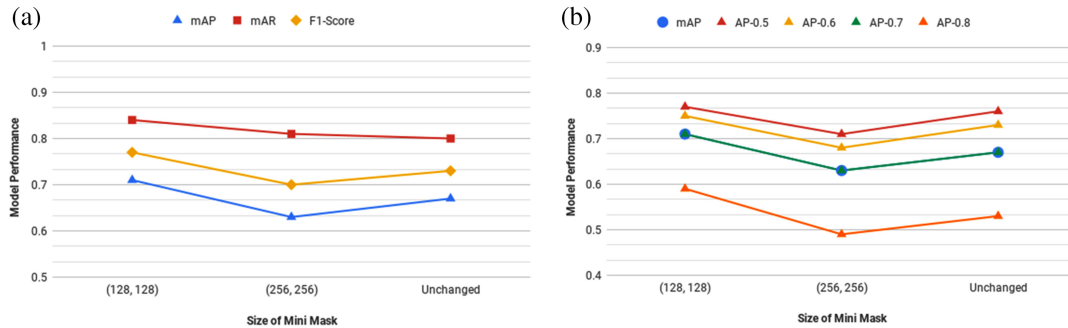 (a)
mAP mAR F1-Score
1
0.9
0.8
0.7
0.6
0.5
Model Performance
(128, 128) (256, 256) Unchanged
Size of Mini Mask
(b)
mAP AP-0.5 AP-0.6 AP-0.7 AP-0.8
0.9
0.8
0.7
0.6
0.5
0.4
Model Performance
(128, 128) (256, 256) Unchanged
Size of Mini Mask